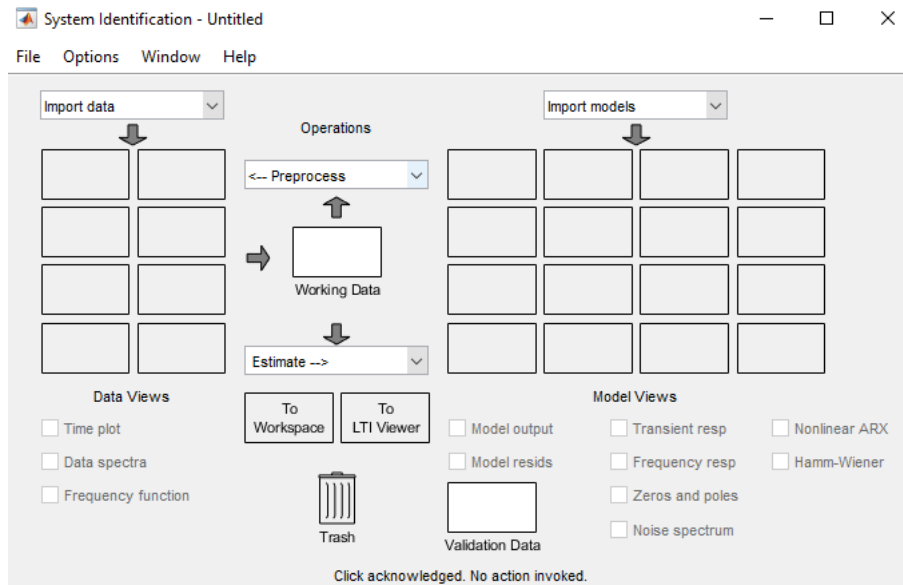 System Identification - Untitled
File Options Window Help
Import data
Import models
Operations
<-- Preprocess
Working Data
Estimate -->
Data Views
Model Views
To
Workspace
To
LTI Viewer
Time plot
Data spectra
Frequency function
Model output
Transient resp
Nonlinear ARX
Model resids
Frequency resp
Hamm-Wiener
Zeros and poles
Noise spectrum
Trash
Validation Data
Click acknowledged. No action invoked.